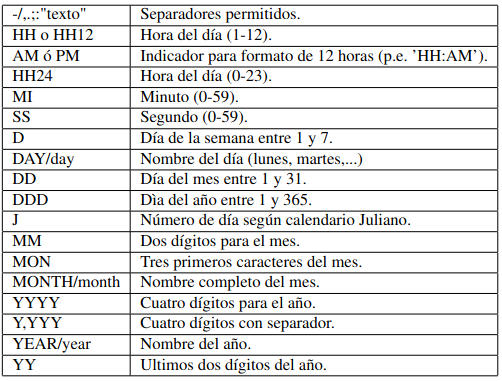 -/,.;:"texto" Separadores permitidos.
HH o HH12 Hora del día (1-12).
AM ó PM Indicador para formato de 12 horas (p.e. 'HH:AM').
HH24 Hora del día (0-23).
MI Minuto (0-59).
SS Segundo (0-59).
D Día de la semana entre 1 y 7.
DAY/day Nombre del día (lunes, martes,...)
DD Día del mes entre 1 y 31.
DDD Dìa del año entre 1 y 365.
J Número de día según calendario Juliano.
MM Dos dígitos para el mes.
MON Tres primeros caracteres del mes.
MONTH/month Nombre completo del mes.
YYYY Cuatro dígitos para el año.
Y,YYY Cuatro dígitos con separador.
YEAR/year Nombre del año.
YY Ultimos dos dígitos del año.